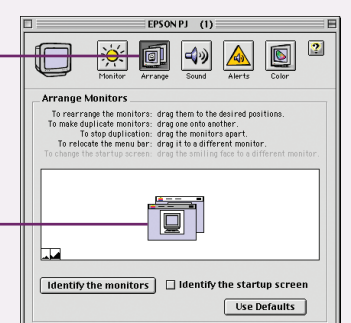 EPSON PJ (1)
Monitor Arrange Sound Alerts Color ?
Arrange Monitors
To rearrange the monitors: drag them to the desired positions.
To make duplicate monitors: drag one onto another.
To stop duplication: drag the monitors apart.
To relocate the menu bar: drag it to a different monitor.
To change the startup screen: drag the smiling face to a different monitor.
Identify the monitors Identify the startup screen
Use Defaults